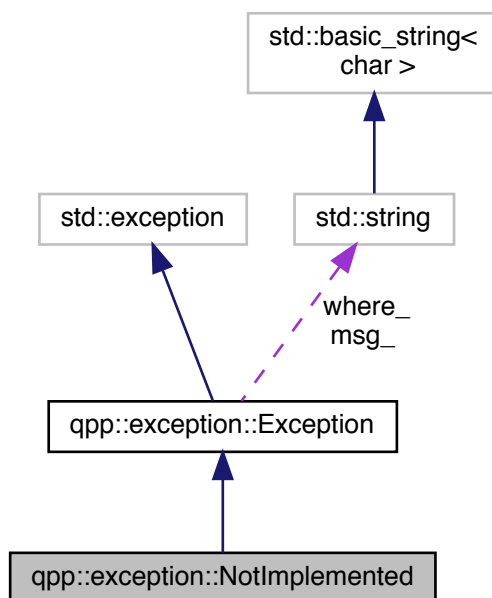 std::basic_string<
char >
std::exception
std::string
where_
msg_
qpp::exception::Exception
qpp::exception::NotImplemented